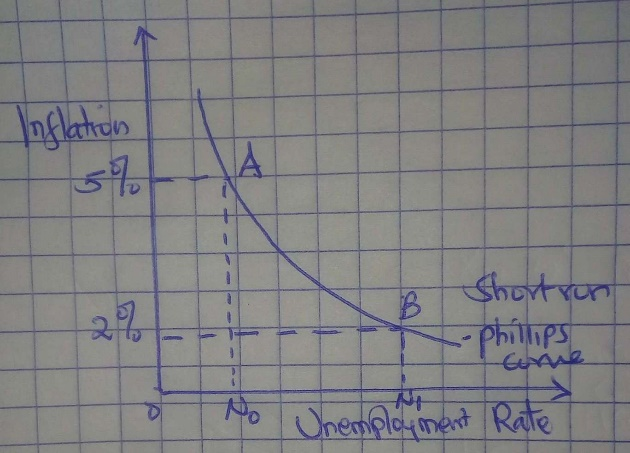 Inflation
A
5%
B
Short run
2%
phillips
curve
0
N₀
N₁
Unemployment Rate